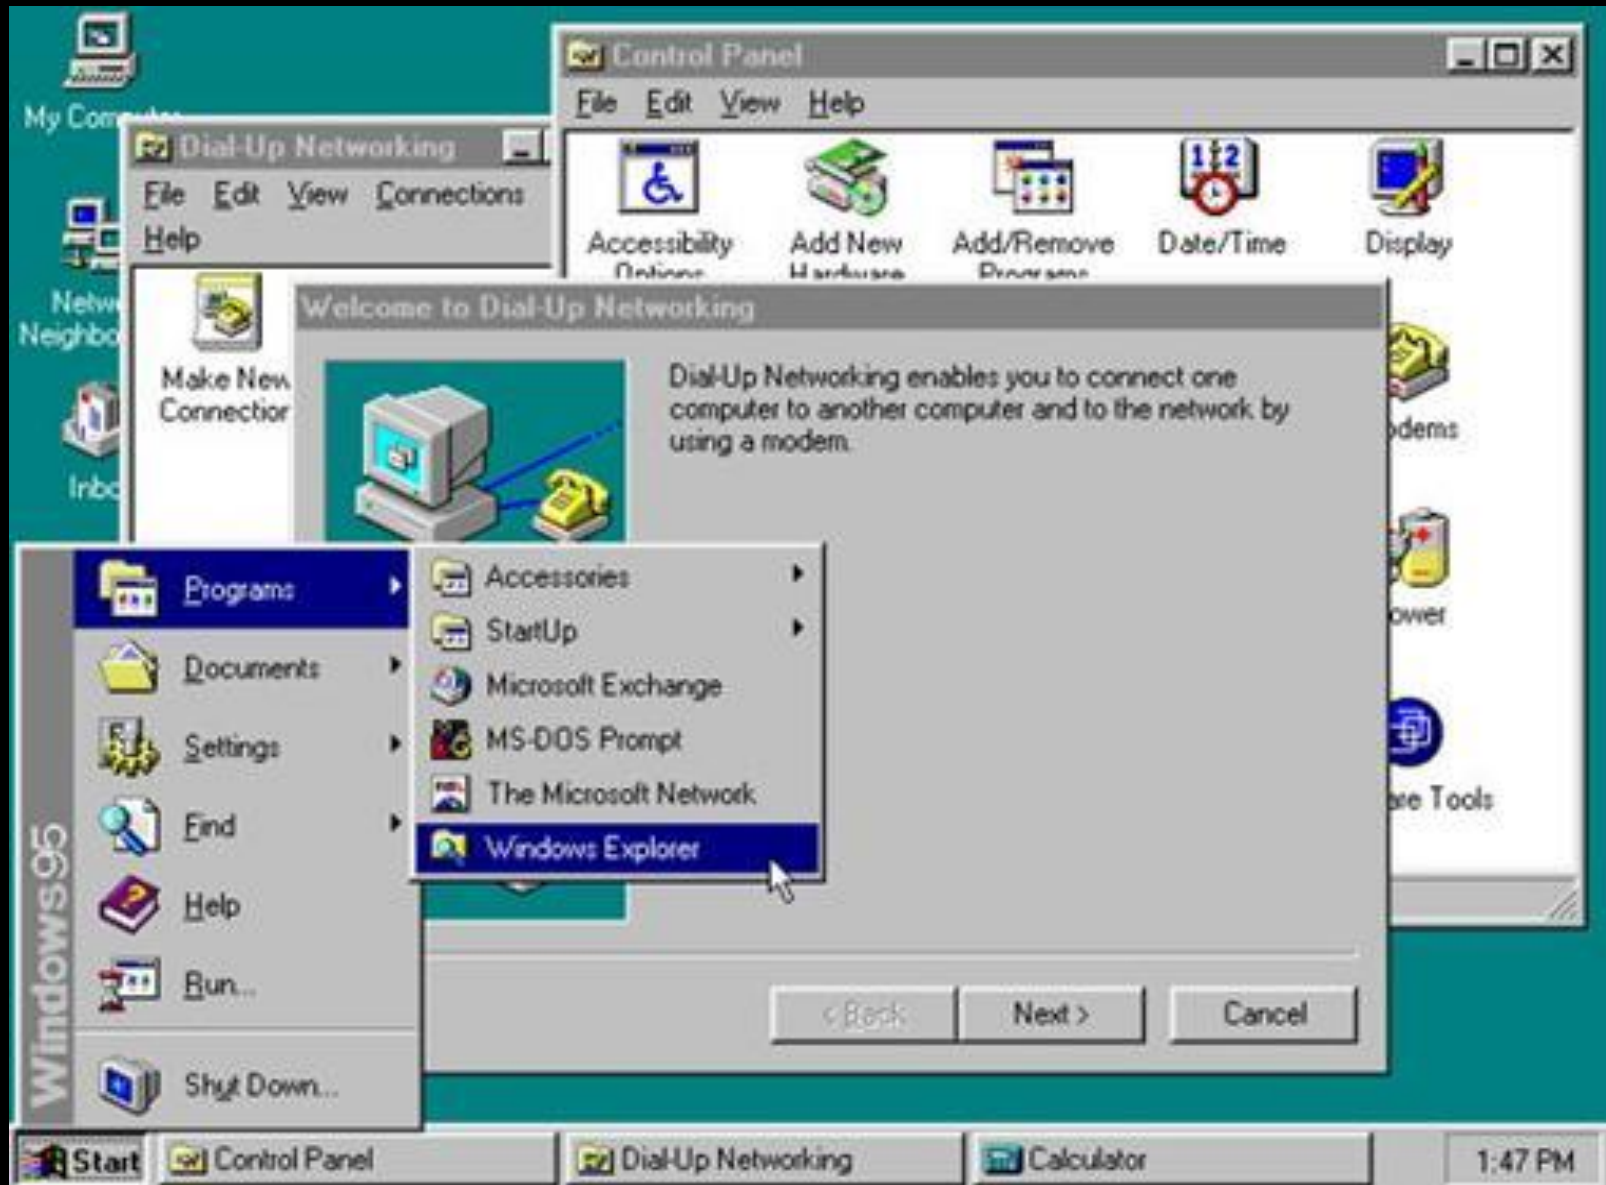 My Com
Netw
Neighbo
Inbo
Control Panel
File Edit View Help
Accessibility
Options
Add New
Hardware
Add/Remove
Programs
Date/Time
Display
odems
ower
are Tools
Dial-Up Networking
File Edit View Connections
Help
Make New
Connection
Welcome to Dial-Up Networking
Dial-Up Networking enables you to connect one
computer to another computer and to the network by
using a modem.
< Back
Next >
Cancel
Windows95
Programs
Documents
Settings
Find
Help
Run...
Shut Down...
Accessories
StartUp
Microsoft Exchange
MS-DOS Prompt
The Microsoft Network
Windows Explorer
Start
Control Panel
Dial-Up Networking
Calculator
1:47 PM